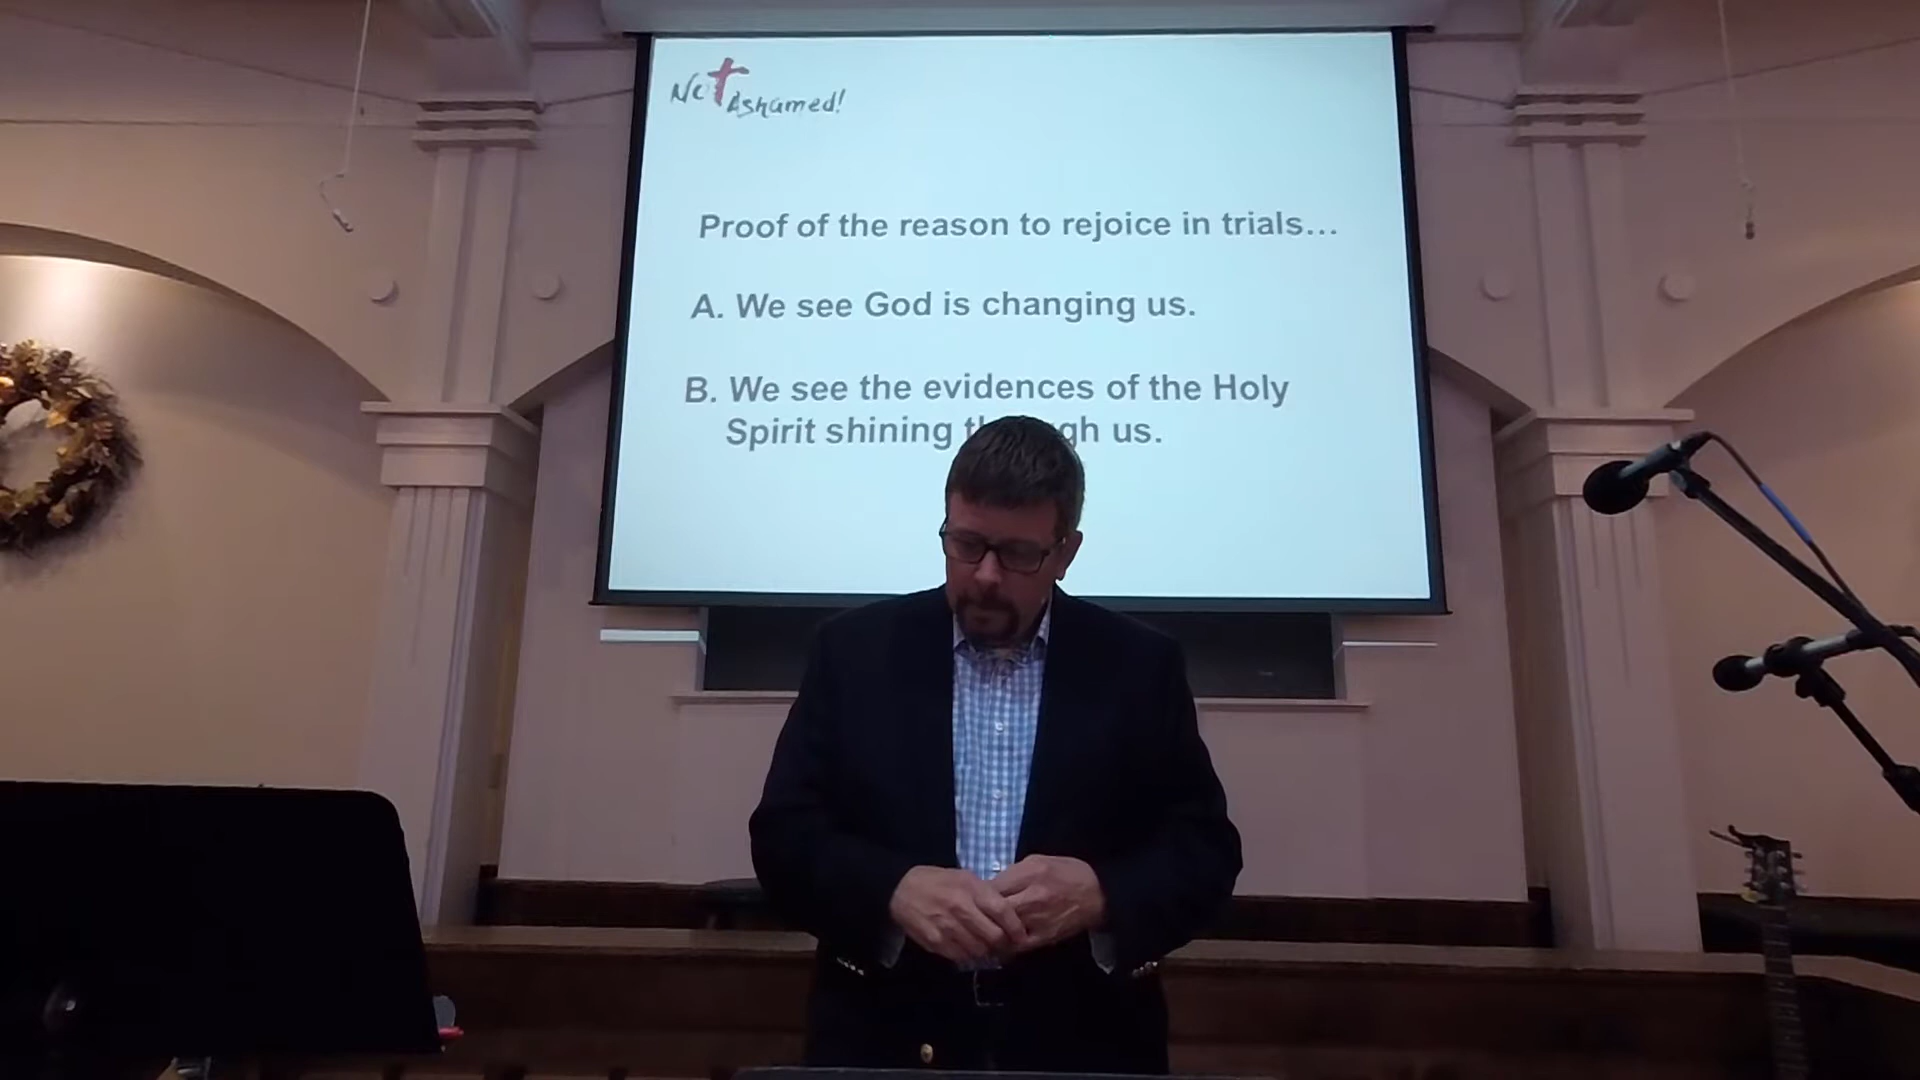 Not
Ashamed!
Proof of the reason to rejoice in trials...
A. We see God is changing us.
B. We see the evidences of the Holy
Spirit shining through us.